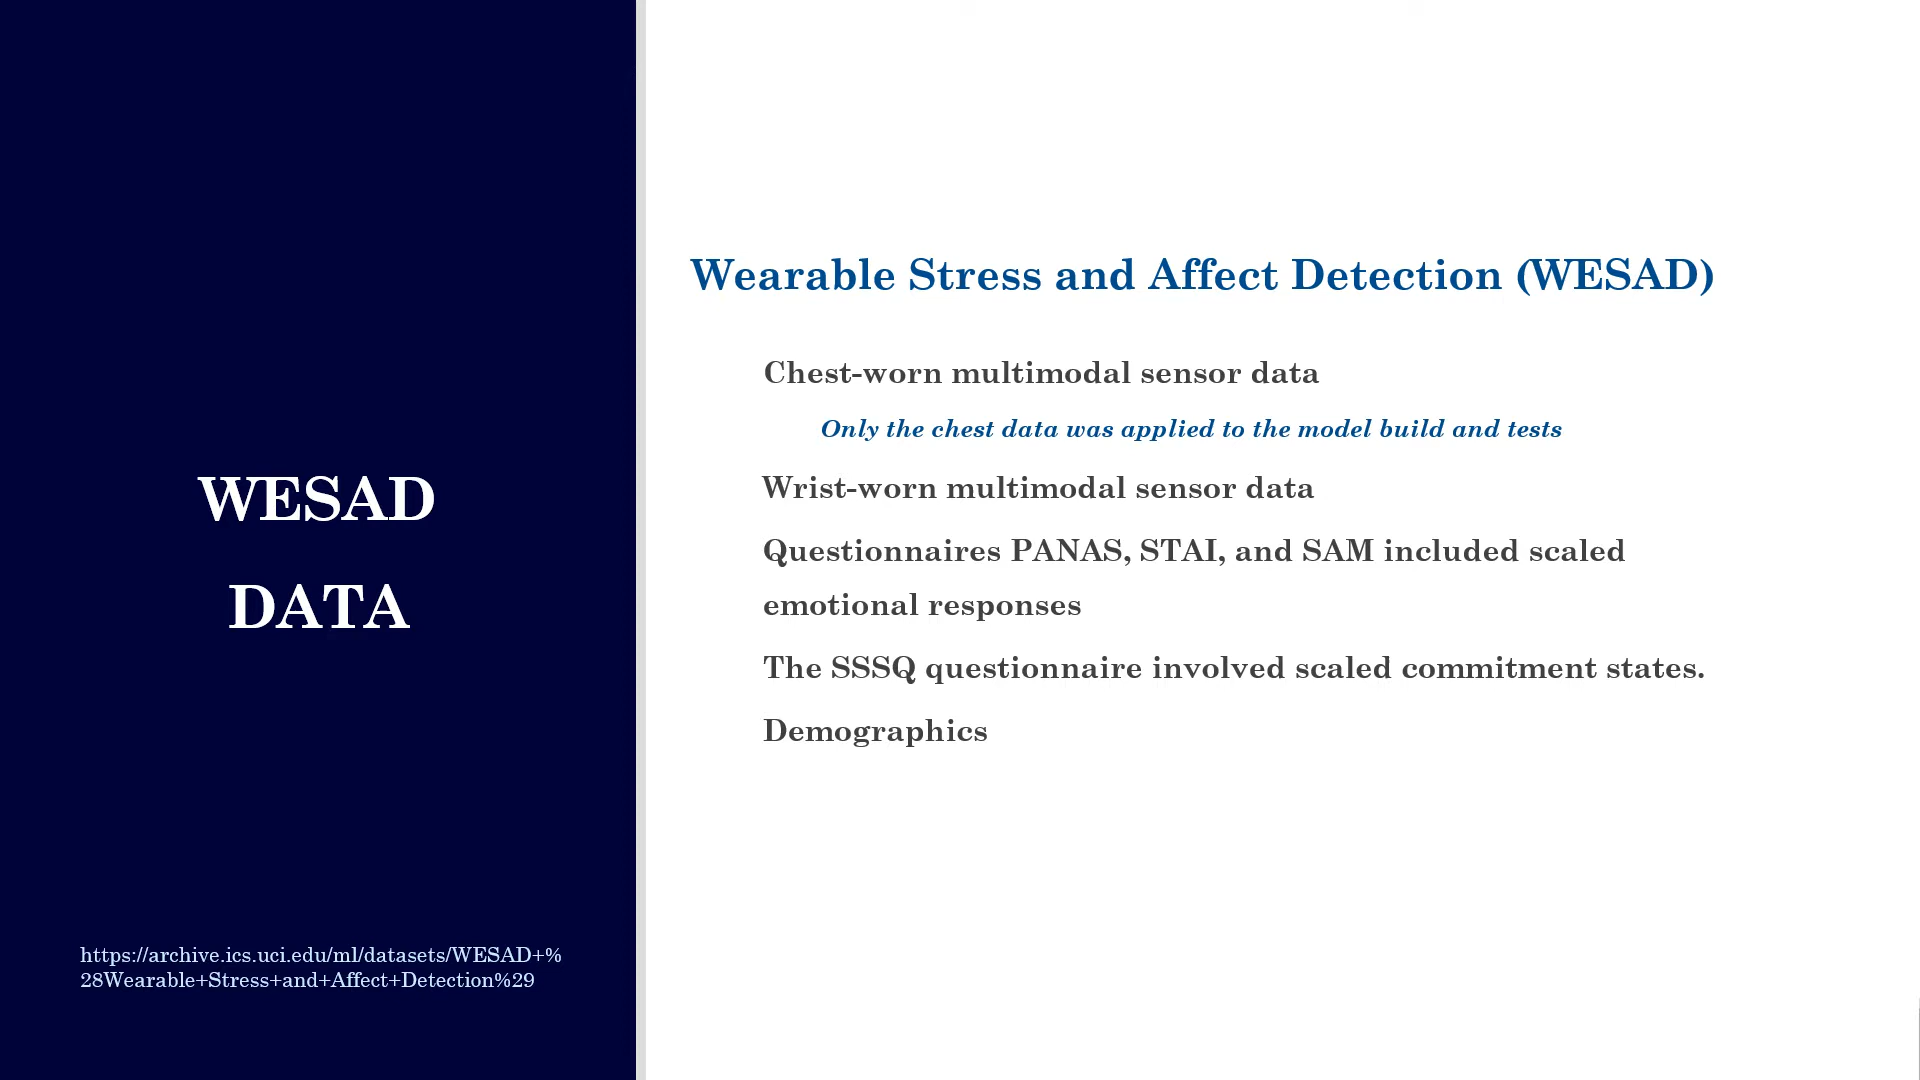 WESAD
DATA
https://archive.ics.uci.edu/ml/datasets/WESAD+%
28Wearable+Stress+and+Affect+Detection%29
Wearable Stress and Affect Detection (WESAD)
Chest-worn multimodal sensor data
Only the chest data was applied to the model build and tests
Wrist-worn multimodal sensor data
Questionnaires PANAS, STAI, and SAM included scaled
emotional responses
The SSSQ questionnaire involved scaled commitment states.
Demographics